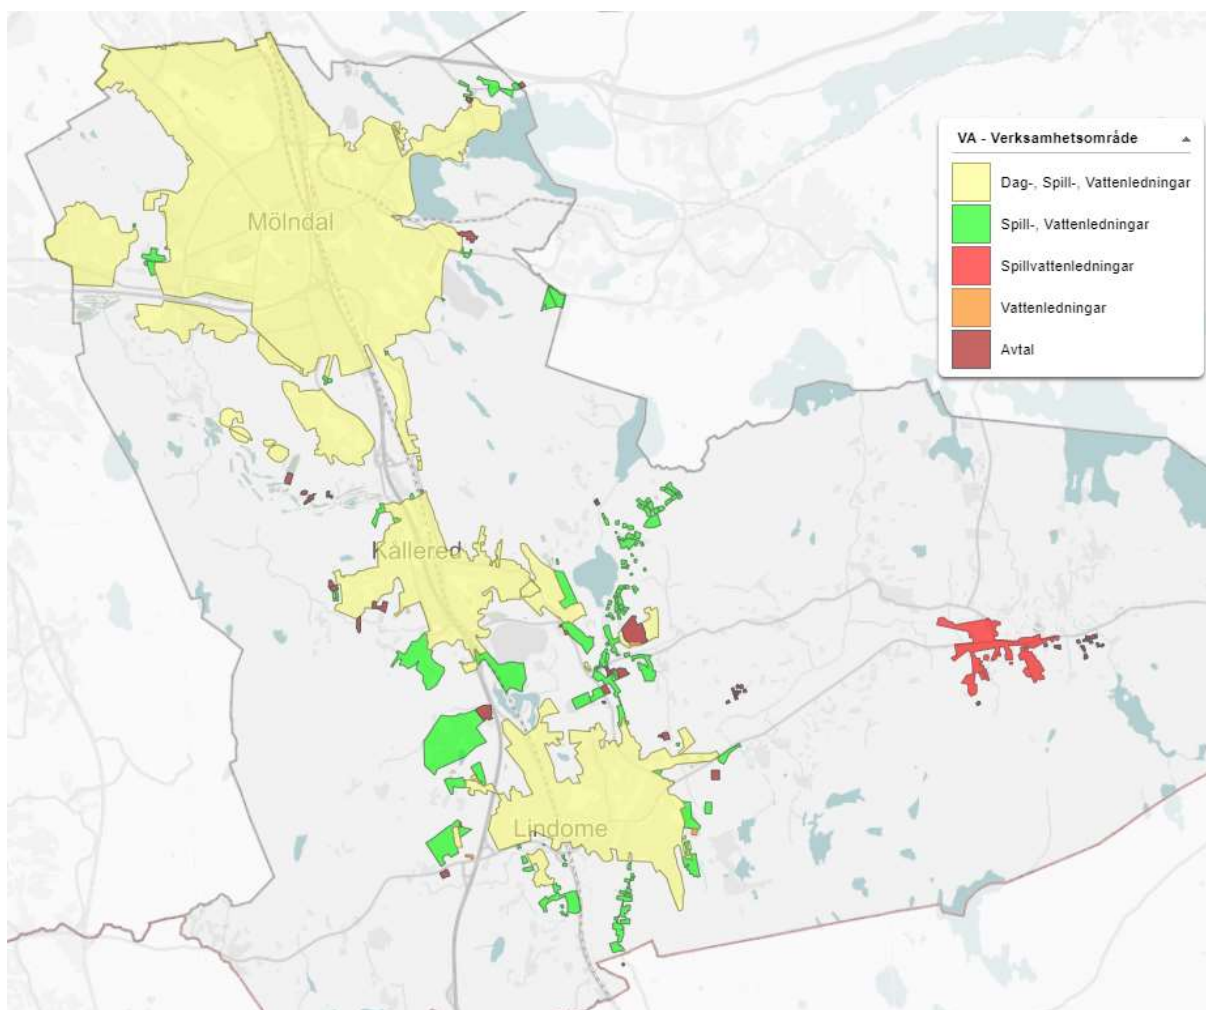 VA - Verksamhetsområde
Dag-, Spill-, Vattenledningar
Spill-, Vattenledningar
Spillvattenledningar
Vattenledningar
Avtal
Mölndal
Kållered
Lindome